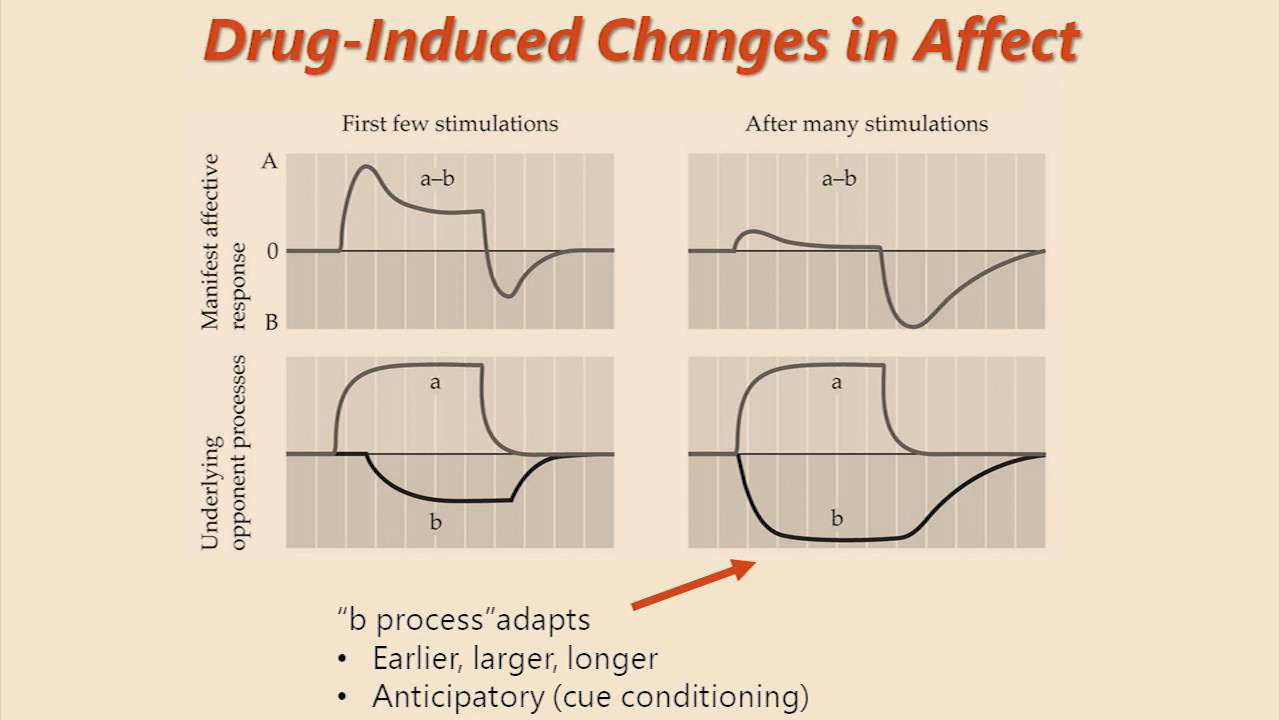 Drug-Induced Changes in Affect
First few stimulations
After many stimulations
Manifest affective
response
A
0
B
a–b
a–b
Underlying
opponent processes
a
b
a
b
“b process”adapts
• Earlier, larger, longer
• Anticipatory (cue conditioning)